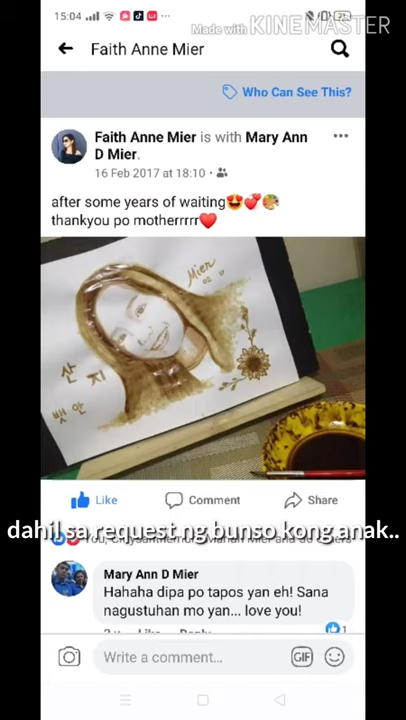 15:04
Made with KINEMASTER
Faith Anne Mier
Who Can See This?
Faith Anne Mier is with Mary Ann
D Mier.
16 Feb 2017 at 18:10
after some years of waiting😍💞🎨
thankyou po motherrrrr❤️
Mier
산
지
Like
Comment
Share
dahil sa request ng bunso kong anak..
Mary Ann D Mier
Hahaha dipa po tapos yan eh! Sana
nagustuhan mo yan... love you!
1
Write a comment...
GIF